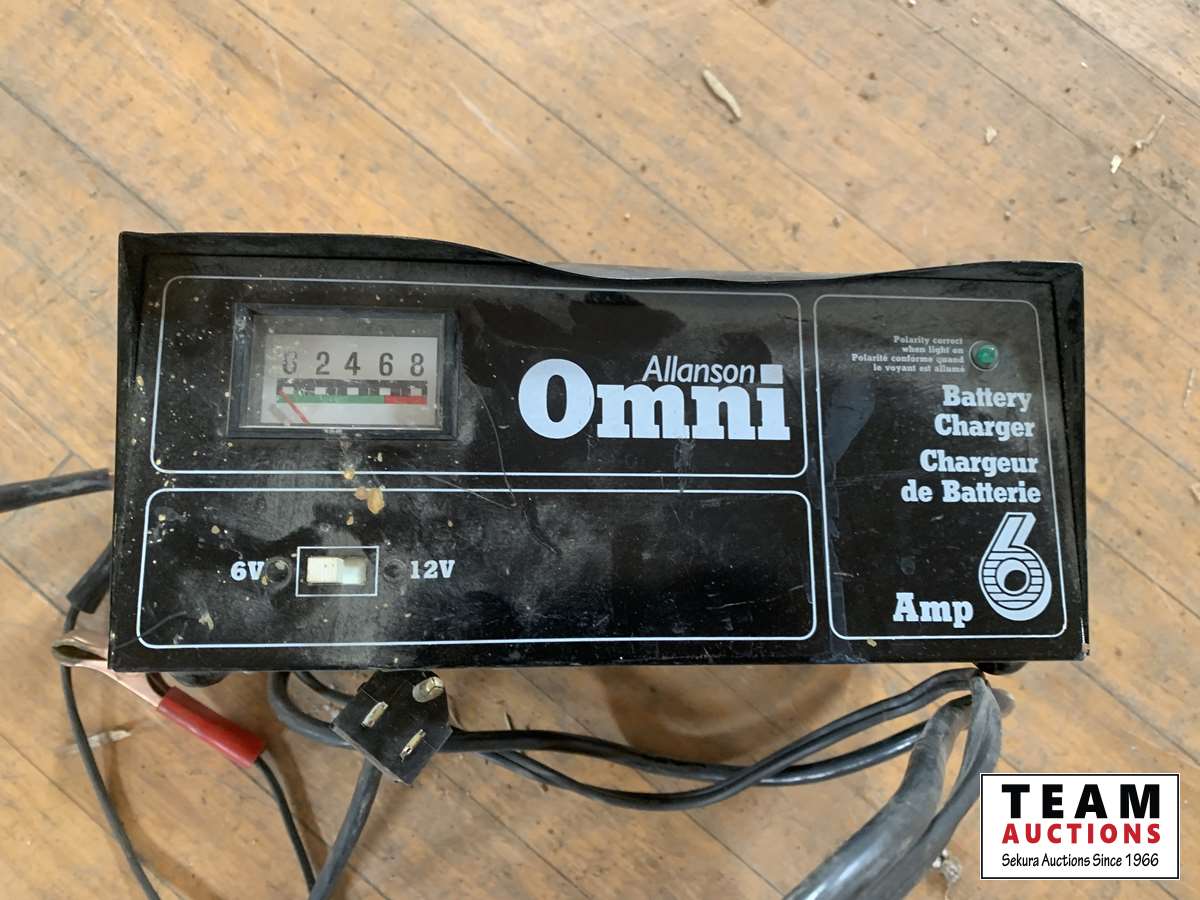 0 2 4 6 8
Allanson
Omni
Polarity correct
when light on
Polarité conforme quand
le voyant est allumé
Battery
Charger
Chargeur
de Batterie
6
Amp
6V
12V
TEAM
AUCTIONS
Sekura Auctions Since 1966